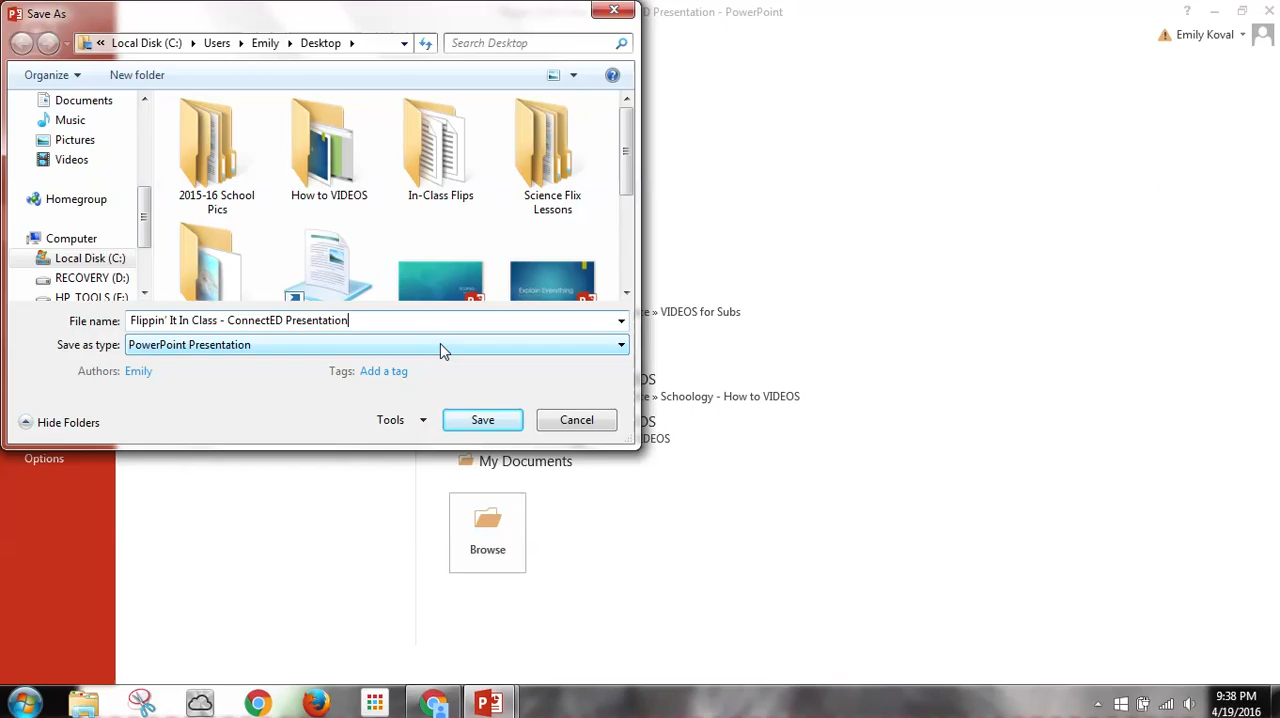 Save As
ED Presentation - PowerPoint
Emily Koval
Local Disk (C:) Users Emily Desktop
Search Desktop
Organize New folder
Documents
Music
Pictures
Videos
Homegroup
Computer
Local Disk (C:)
RECOVERY (D:)
HP_TOOLS (E:)
2015-16 School Pics
How to VIDEOS
In-Class Flips
Science Flix Lessons
Explain Everything
File name: Flippin' It In Class - ConnectED Presentation
Save as type: PowerPoint Presentation
Authors: Emily Tags: Add a tag
Hide Folders Tools Save Cancel
» VIDEOS for Subs
» Schoology - How to VIDEOS
Options
My Documents
Browse
9:38 PM
4/19/2016